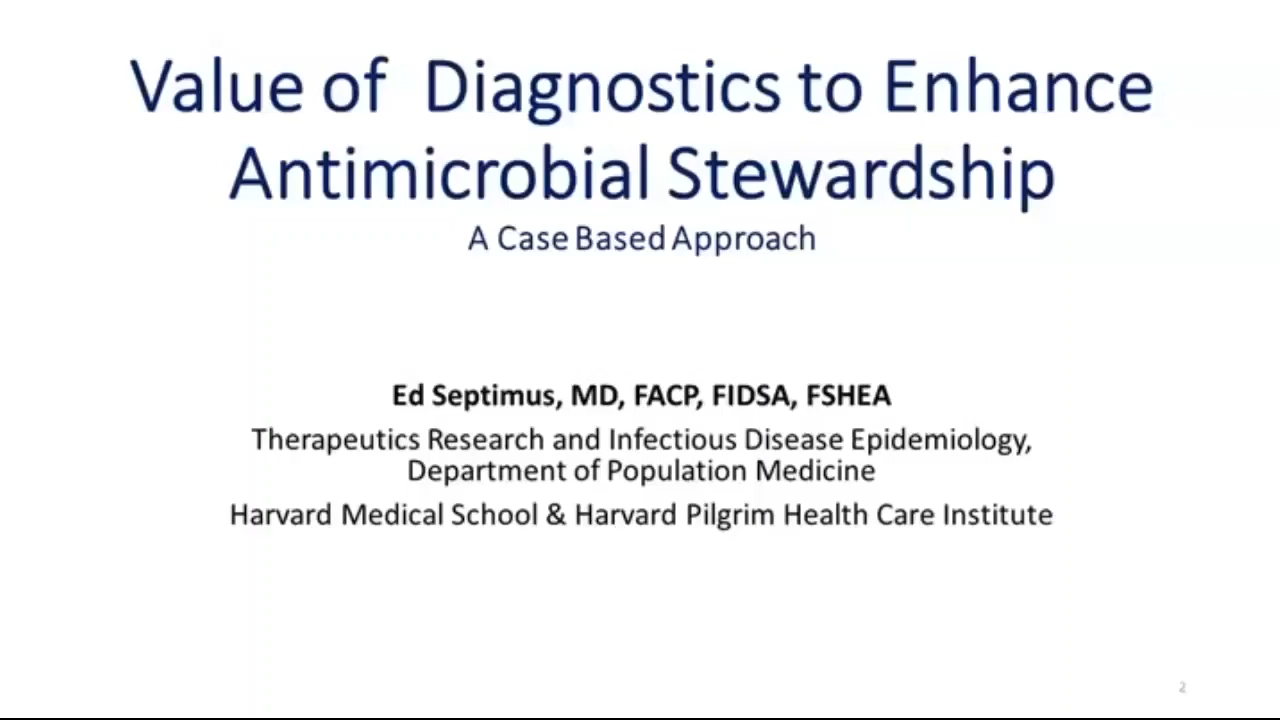 Value of Diagnostics to Enhance
Antimicrobial Stewardship
A Case Based Approach
Ed Septimus, MD, FACP, FIDSA, FSHEA
Therapeutics Research and Infectious Disease Epidemiology,
Department of Population Medicine
Harvard Medical School & Harvard Pilgrim Health Care Institute
2